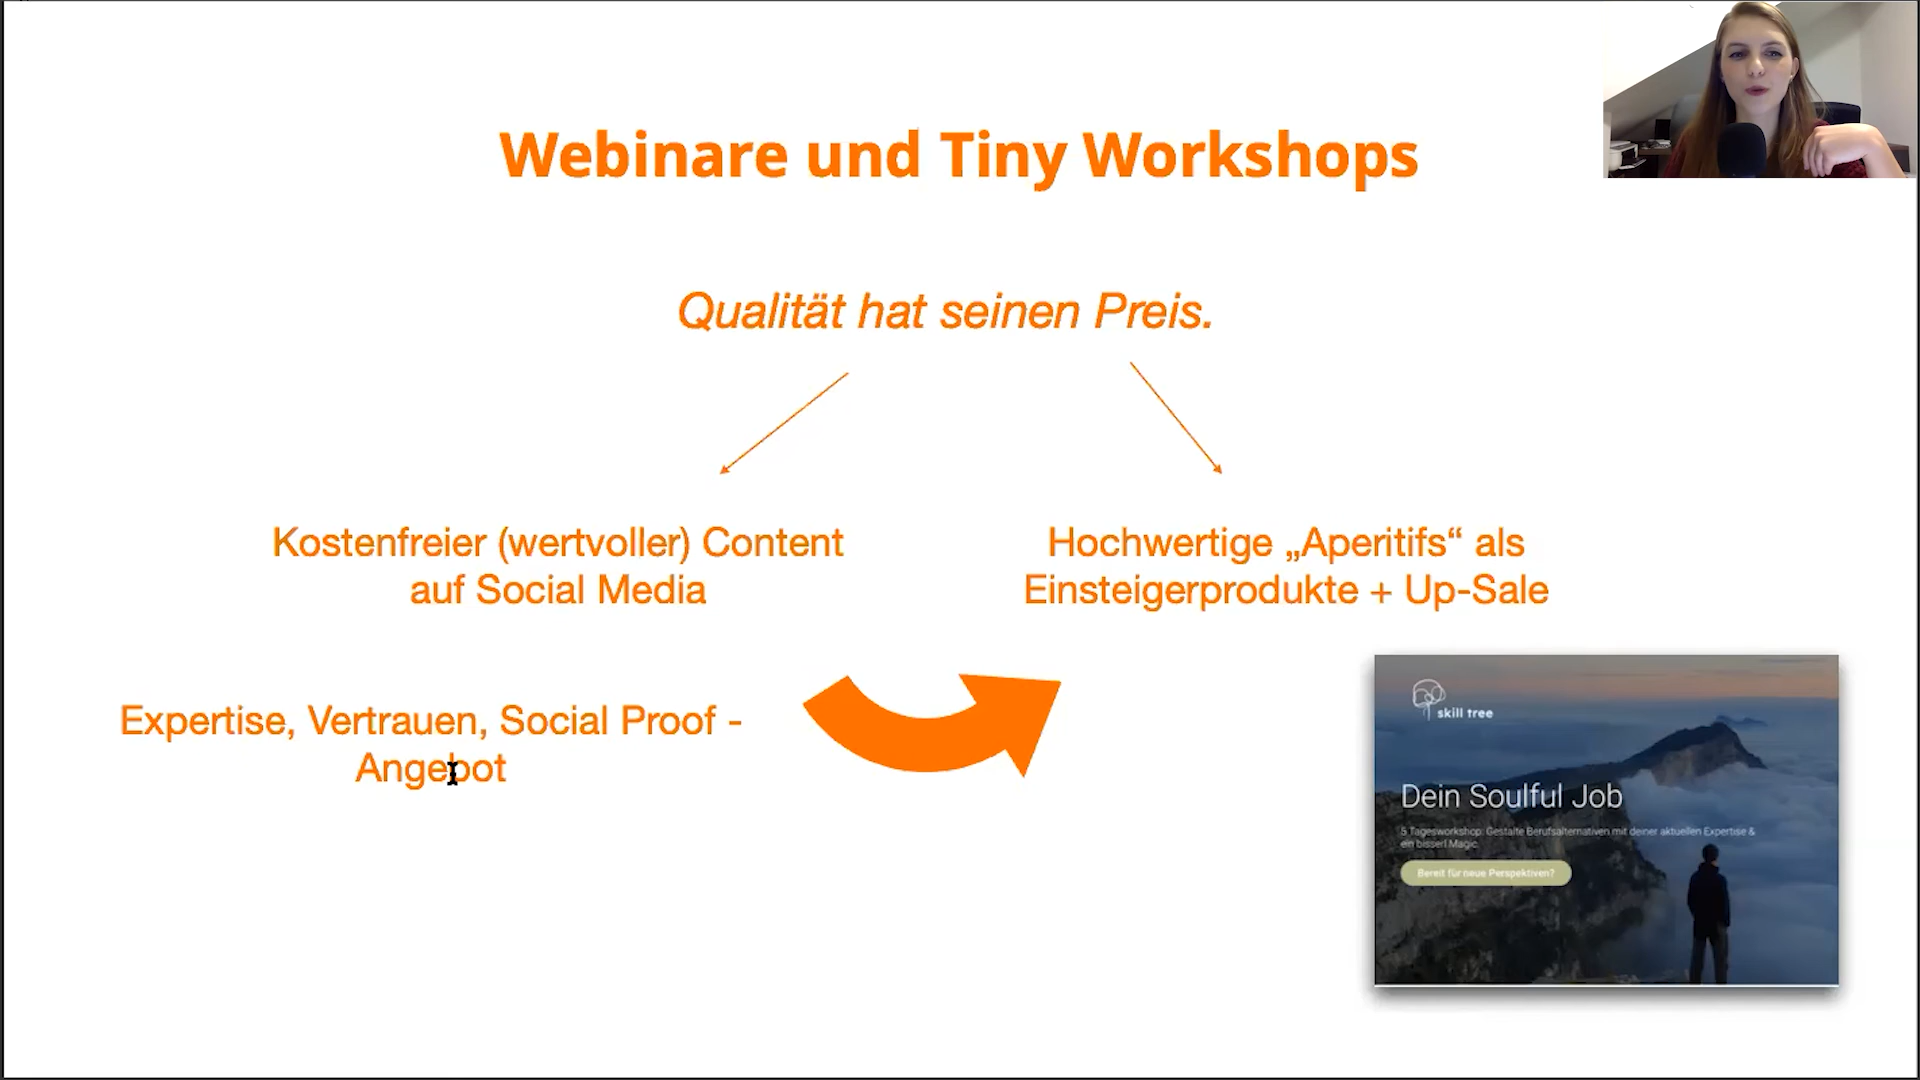 Webinare und Tiny Workshops
Qualität hat seinen Preis.
Kostenfreier (wertvoller) Content
auf Social Media
Hochwertige „Aperitifs“ als
Einsteigerprodukte + Up-Sale
Expertise, Vertrauen, Social Proof -
Angebot
skill tree
Dein Soulful Job
5 Tagesworkshop: Gestalte Berufsalternativen mit deiner aktuellen Expertise &
ein bisserl Magic.
Bereit für neue Perspektiven?